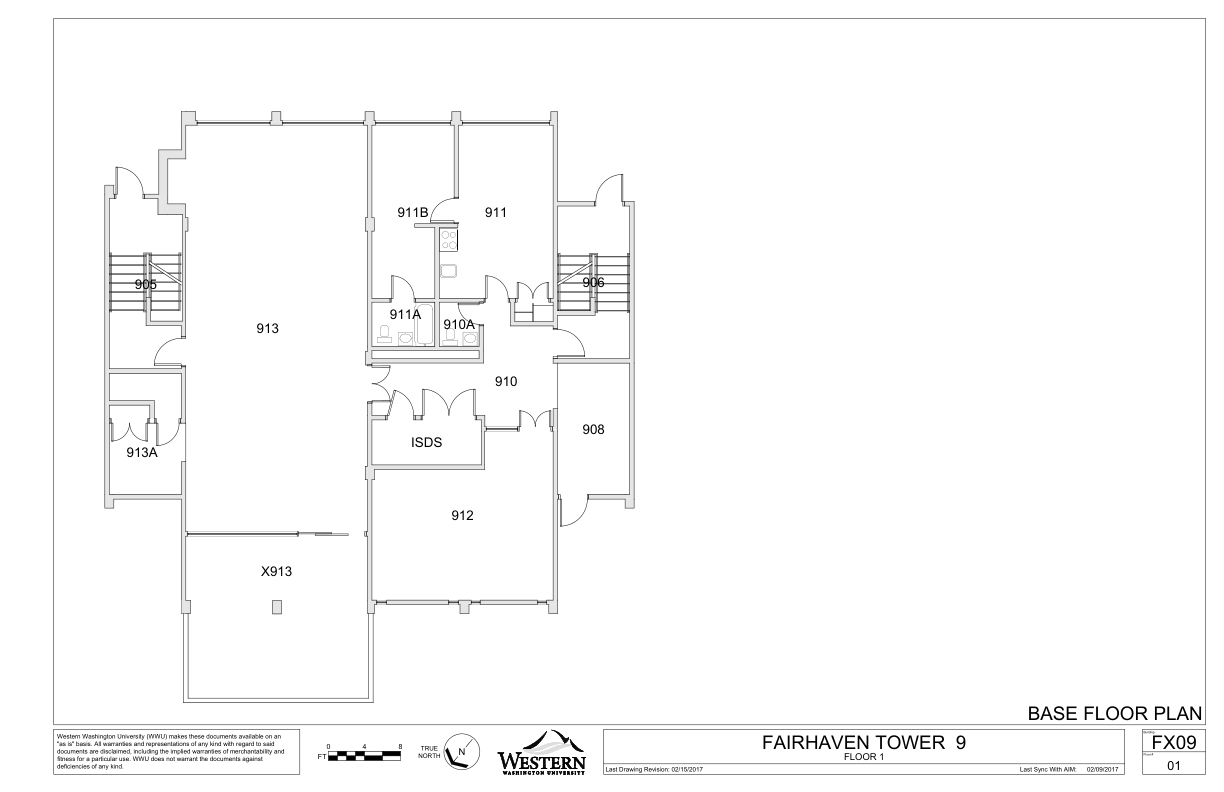 911B
911
905
906
911A
910A
913
910
908
ISDS
913A
912
X913
BASE FLOOR PLAN
Western Washington University (WWU) makes these documents available on an
"as is" basis. All warranties and representations of any kind with regard to said
documents are disclaimed, including the implied warranties of merchantability and
fitness for a particular use. WWU does not warrant the documents against
deficiencies of any kind.
0 4 8
FT
TRUE
NORTH
N
WESTERN
WASHINGTON UNIVERSITY
FAIRHAVEN TOWER 9
FLOOR 1
Last Drawing Revision: 02/15/2017
Last Sync With AIM: 02/09/2017
FX09
01